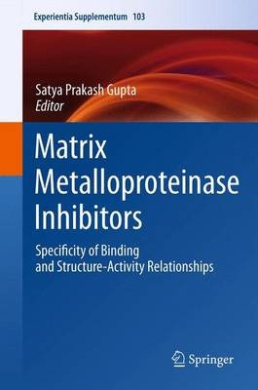 Experientia Supplementum 103
Satya Prakash Gupta
Editor
Matrix
Metalloproteinase
Inhibitors
Specificity of Binding
and Structure-Activity Relationships
Springer